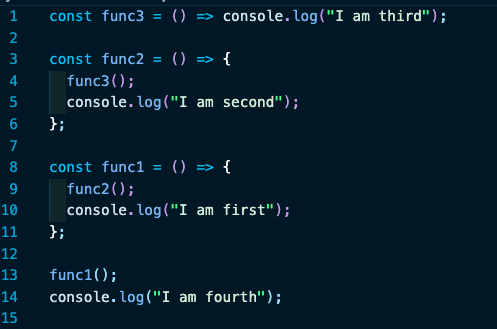 1 const func3 = () => console.log("I am third");
2
3 const func2 = () => {
4   func3();
5   console.log("I am second");
6 };
7
8 const func1 = () => {
9   func2();
10   console.log("I am first");
11 };
12
13 func1();
14 console.log("I am fourth");
15